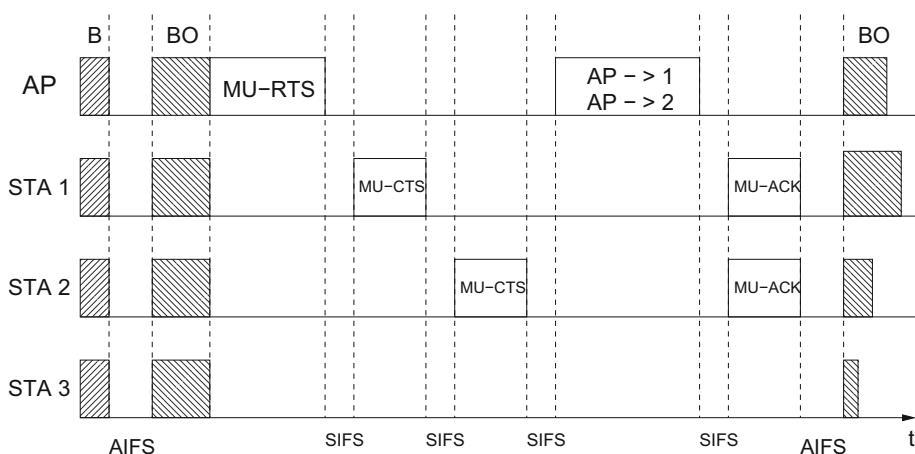 B BO BO
AP MU−RTS AP − > 1
AP − > 2
STA 1 MU−CTS MU−ACK
STA 2 MU−CTS MU−ACK
STA 3
AIFS SIFS SIFS SIFS SIFS AIFS t